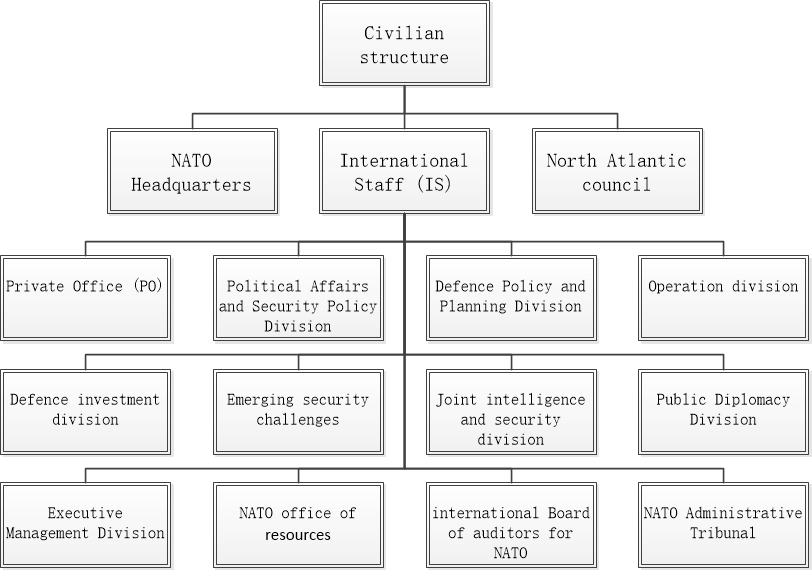 Civilian
structure
NATO
Headquarters
International
Staff (IS)
North Atlantic
council
Private Office (PO)
Political Affairs
and Security Policy
Division
Defence Policy and
Planning Division
Operation division
Defence investment
division
Emerging security
challenges
Joint intelligence
and security
division
Public Diplomacy
Division
Executive
Management Division
NATO office of
resources
international Board
of auditors for
NATO
NATO Administrative
Tribunal